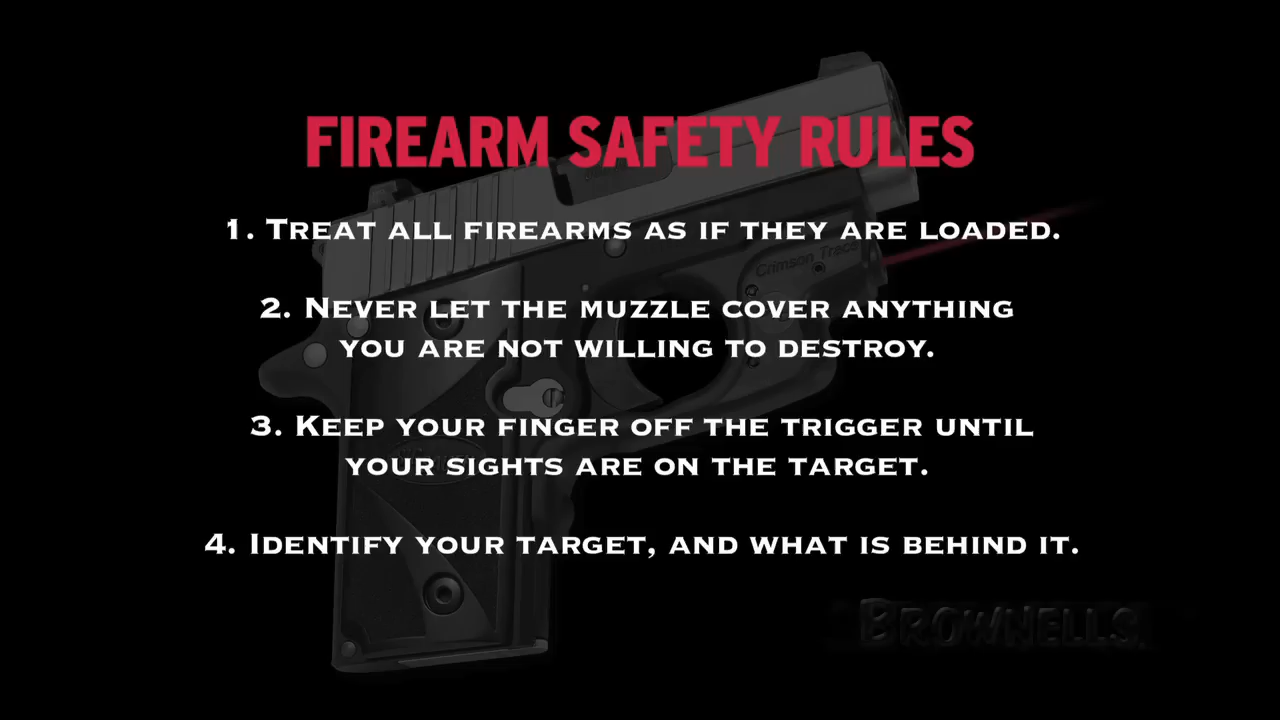 FIREARM SAFETY RULES
1. Treat all firearms as if they are loaded.
2. Never let the muzzle cover anything
you are not willing to destroy.
3. Keep your finger off the trigger until
your sights are on the target.
4. Identify your target, and what is behind it.
Crimson Trace
Brownells